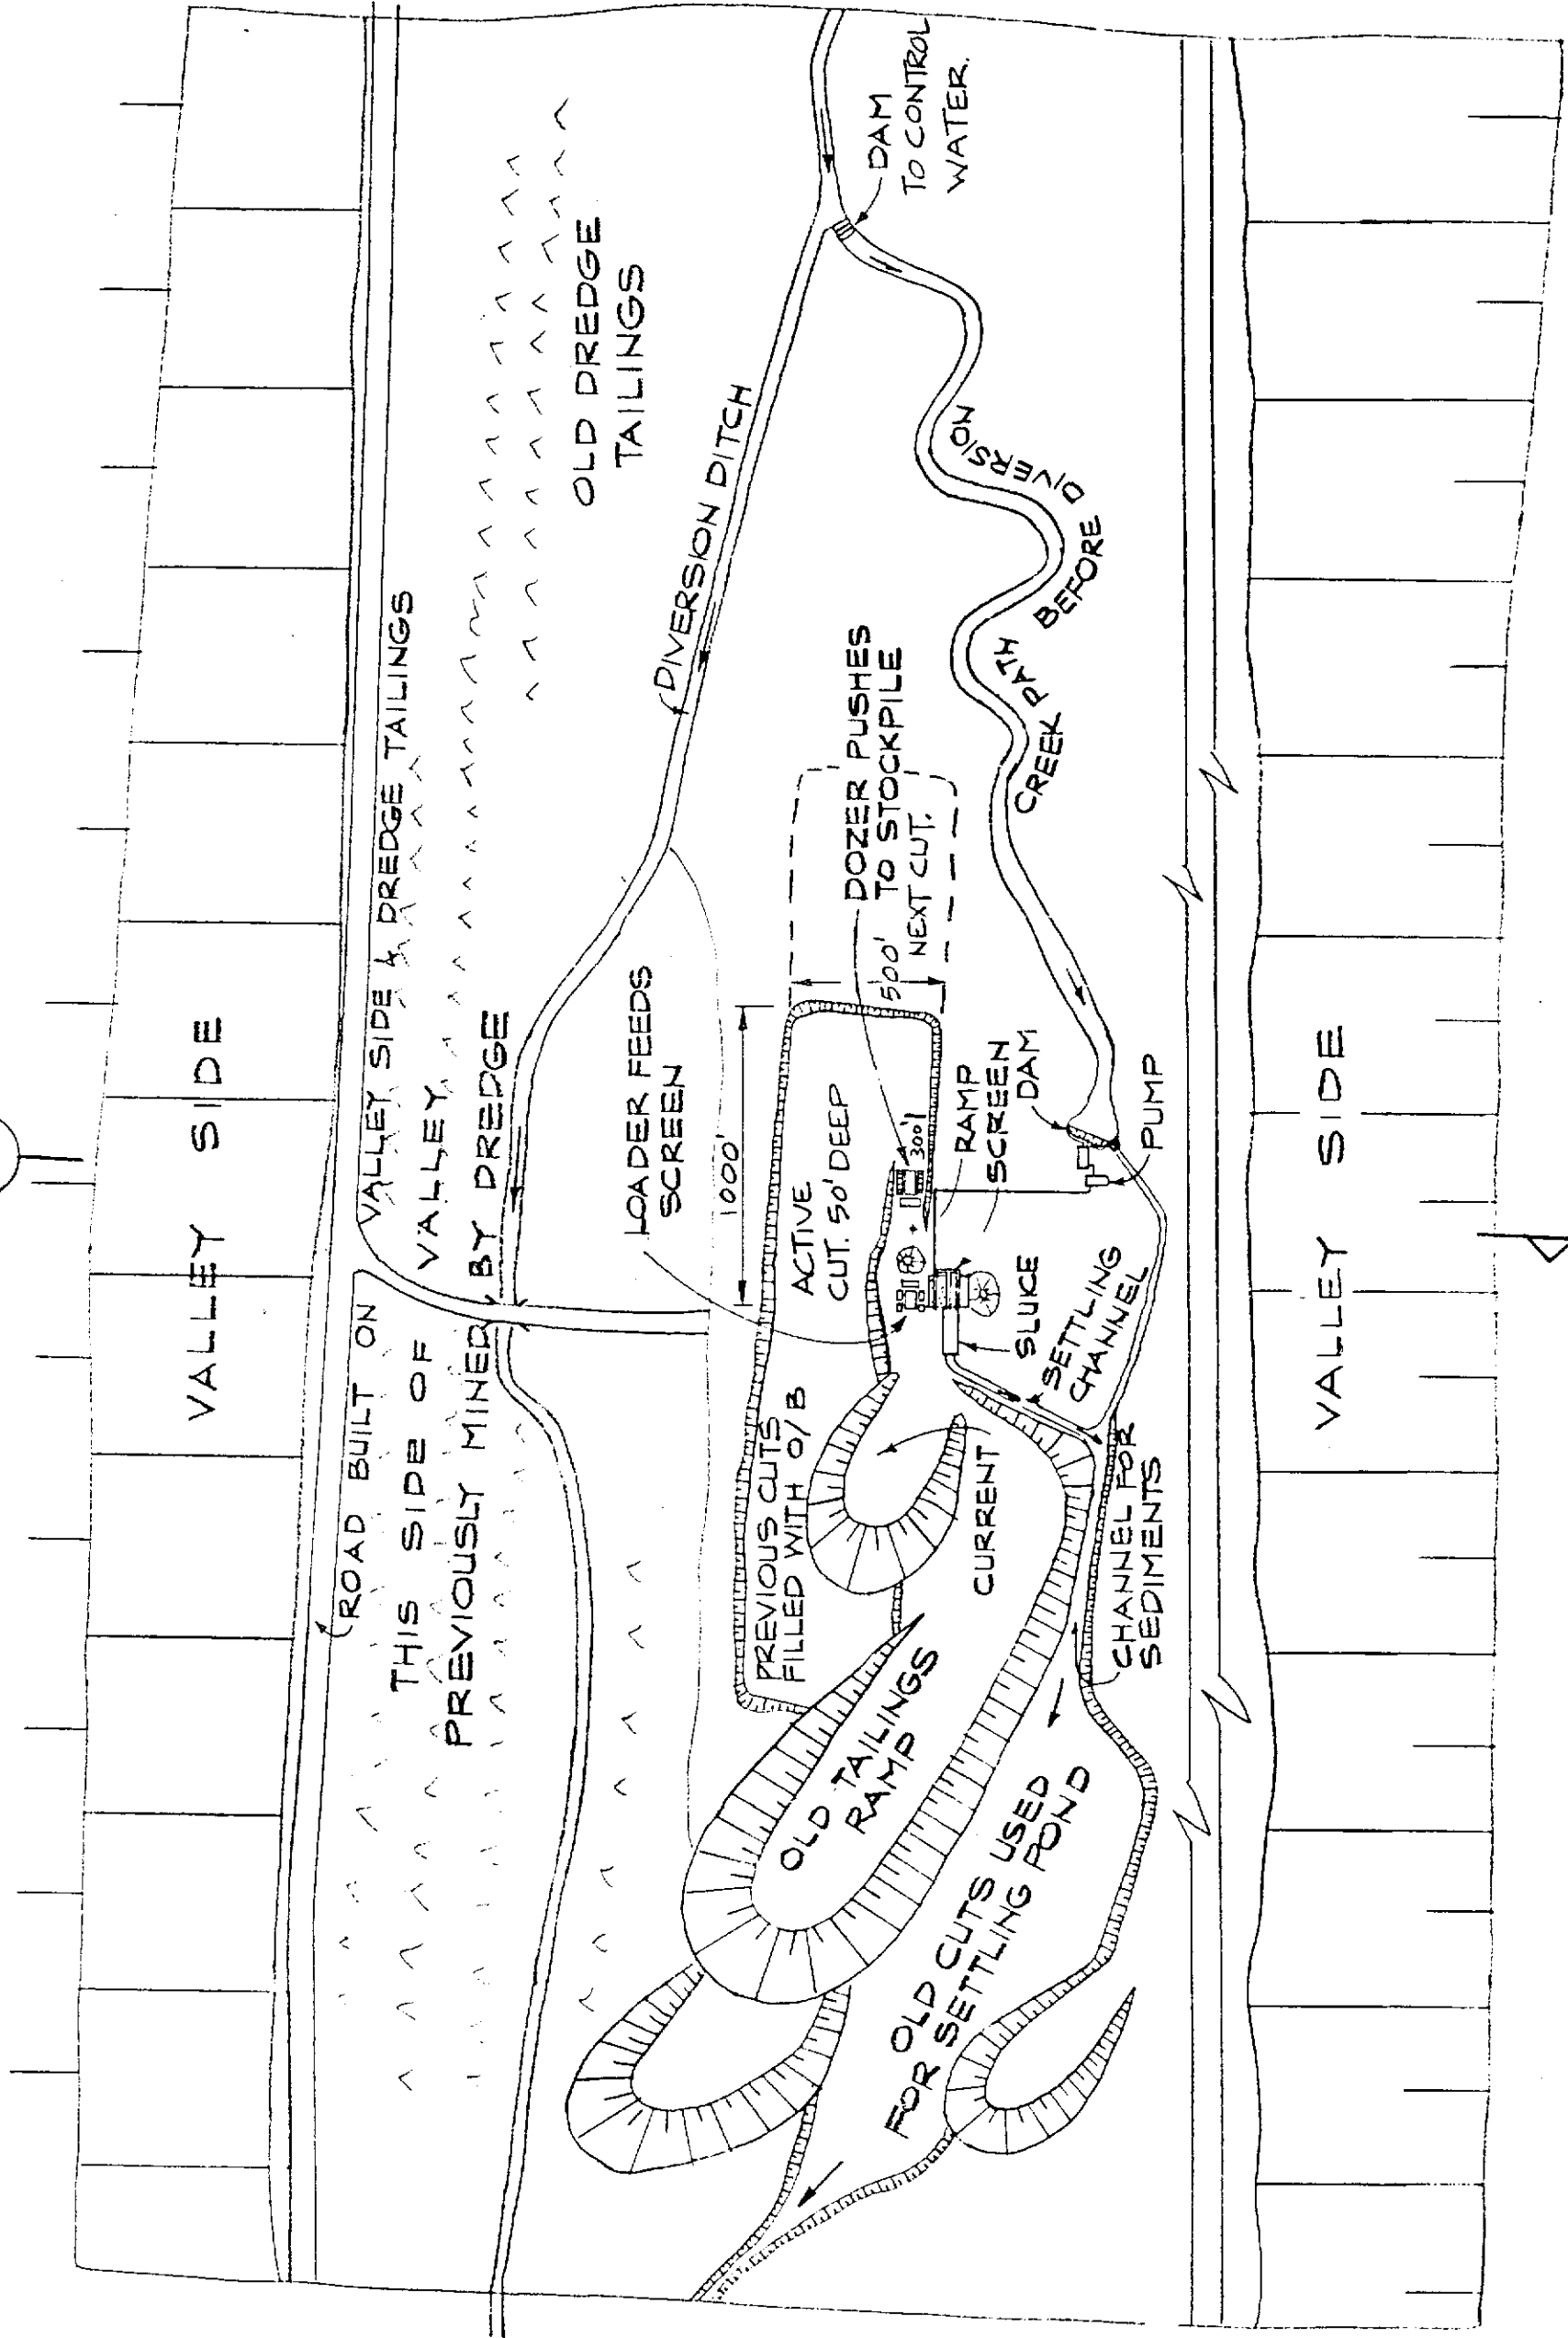 VALLEY SIDE
ROAD BUILT ON
VALLEY SIDE & DREDGE TAILINGS
THIS SIDE OF VALLEY
PREVIOUSLY MINED BY DREDGE
OLD DREDGE
TAILINGS
DIVERSION DITCH
DAM
TO CONTROL
WATER.
LOADER FEEDS
SCREEN
1000'
ACTIVE
CUT. 50' DEEP
DOZER PUSHES
TO STOCKPILE
500'
NEXT CUT.
300'
PREVIOUS CUTS
FILLED WITH O/B
RAMP
SCREEN
DAM
PUMP
CREEK PATH BEFORE DIVERSION
SLUICE
SETTLING
CHANNEL
CURRENT
CHANNEL FOR
SEDIMENTS
OLD TAILINGS
RAMP
OLD CUTS USED
FOR SETTLING POND
VALLEY SIDE